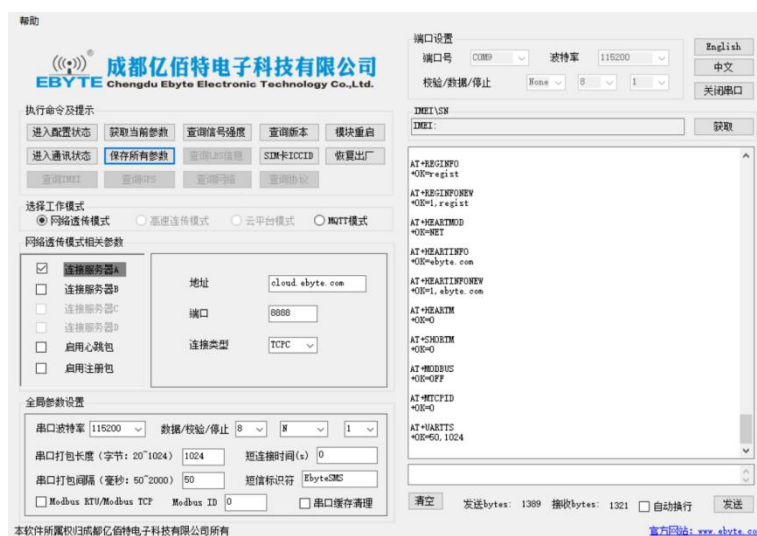 帮助
EBYTE® 成都亿佰特电子科技有限公司
Chengdu Ebyte Electronic Technology Co.,Ltd.
执行命令及提示
进入配置状态 获取当前参数 查询信号强度 查询版本 模块重启
进入通讯状态 保存所有参数 查询LBS信息 SIM卡ICCID 恢复出厂
查询IMEI 查询GPS 查询网络 查询协议
选择工作模式
网络透传模式 高速连传模式 云平台模式 MQTT模式
网络透传模式相关参数
连接服务器A
连接服务器B
连接服务器C
连接服务器D
启用心跳包
启用注册包
地址 cloud.ebyte.com
端口 8888
连接类型 TCPC
全局参数设置
串口波特率 115200 数据/校验/停止 8 N 1
串口打包长度 (字节: 20~1024) 1024 短连接时间(s) 0
串口打包间隔 (毫秒: 50~2000) 50 短信标识符 EbyteSMS
Modbus RTU/Modbus TCP Modbus ID 0 串口缓存清理
本软件所属权归成都亿佰特电子科技有限公司所有
端口设置
端口号 COM9 波特率 115200
校验/数据/停止 None 8 1
English
中文
关闭串口
IMEI\SN
IMEI: 获取
AT+REGINFO
+OK=regist
AT+REGINFONEW
+OK=1,regist
AT+HEARTMOD
+OK=NET
AT+HEARTINFO
+OK=ebyte.com
AT+HEARTINFONEW
+OK=1,ebyte.com
AT+HEARTM
+OK=0
AT+SHORTM
+OK=0
AT+MODBUS
+OK=OFF
AT+MTCPID
+OK=0
AT+UARTTS
+OK=50,1024
清空 发送bytes: 1389 接收bytes: 1321 自动换行 发送
官方网站: www.ebyte.co